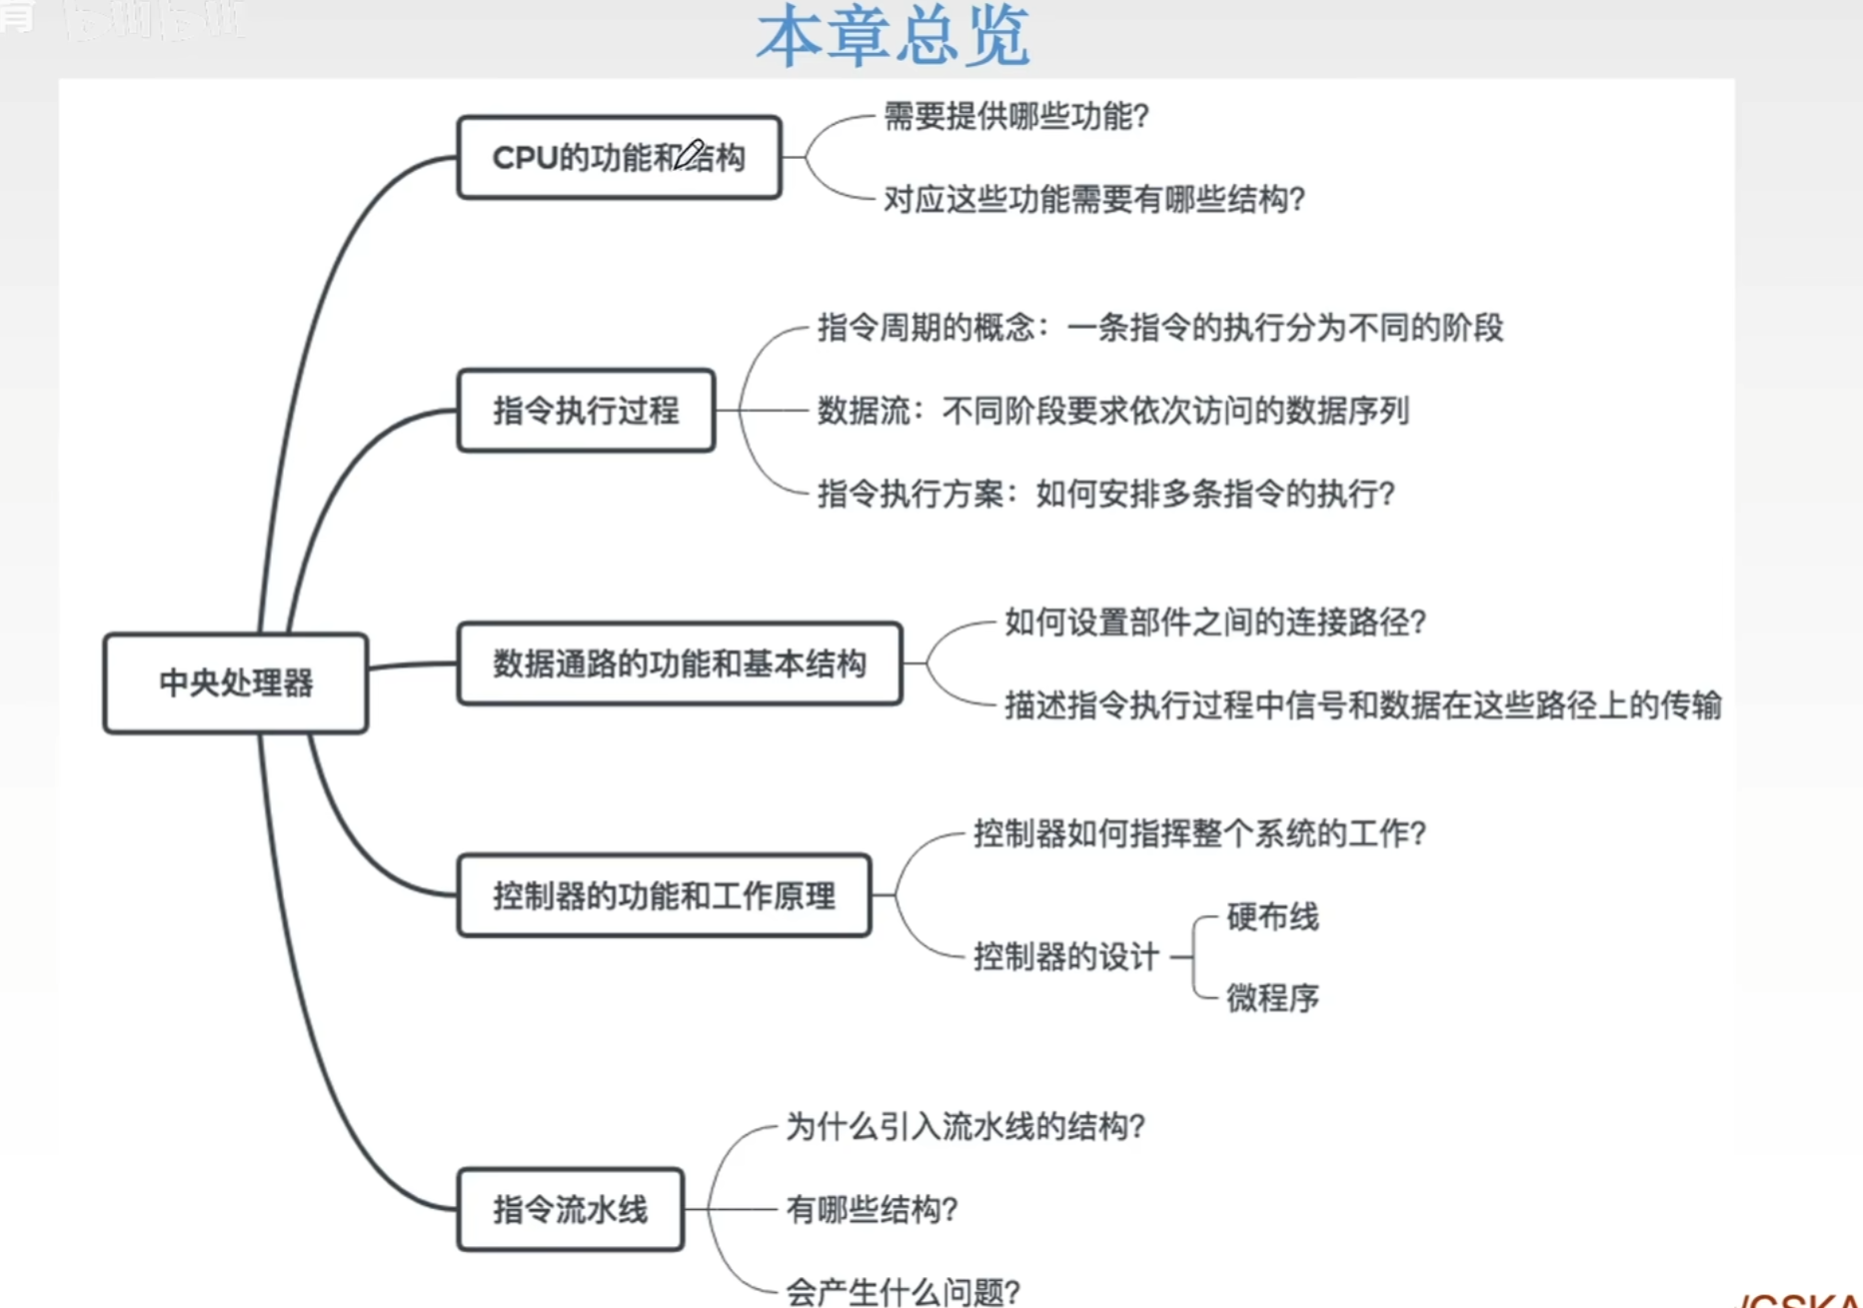 育 bilibili
本章总览
CPU的功能和结构
需要提供哪些功能?
对应这些功能需要有哪些结构?
指令执行过程
指令周期的概念：一条指令的执行分为不同的阶段
数据流：不同阶段要求依次访问的数据序列
指令执行方案：如何安排多条指令的执行?
中央处理器
数据通路的功能和基本结构
如何设置部件之间的连接路径?
描述指令执行过程中信号和数据在这些路径上的传输
控制器的功能和工作原理
控制器如何指挥整个系统的工作?
控制器的设计
硬布线
微程序
指令流水线
为什么引入流水线的结构?
有哪些结构?
会产生什么问题?
/CSKA